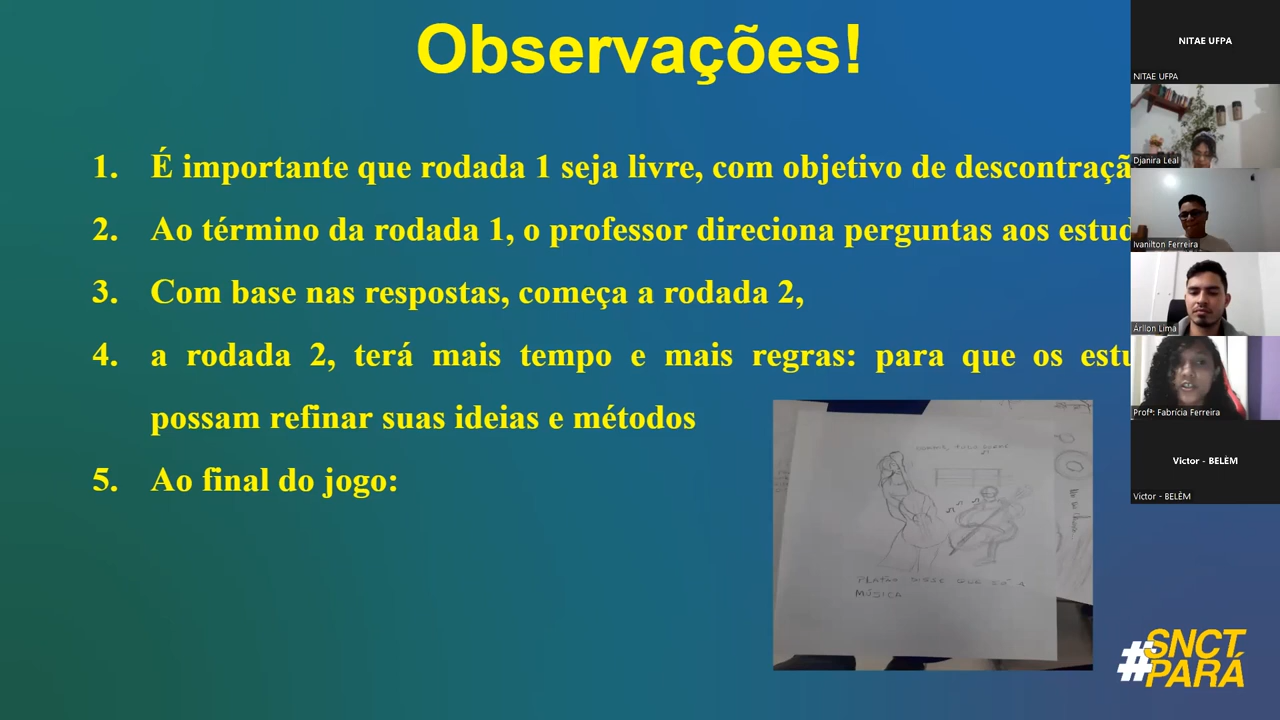 Observações!
1. É importante que rodada 1 seja livre, com objetivo de descontraçã
2. Ao término da rodada 1, o professor direciona perguntas aos estud
3. Com base nas respostas, começa a rodada 2,
4. a rodada 2, terá mais tempo e mais regras: para que os estu
possam refinar suas ideias e métodos
5. Ao final do jogo:
PLATÃO DISSE QUE
MÚSICA
#SNCT
PARÁ
NITAE UFPA
NITAE UFPA
Djanira Leal
Ivanilton Ferreira
Árllon Lima
Profª: Fabrícia Ferreira
Victor - BELÉM
Victor - BELÉM